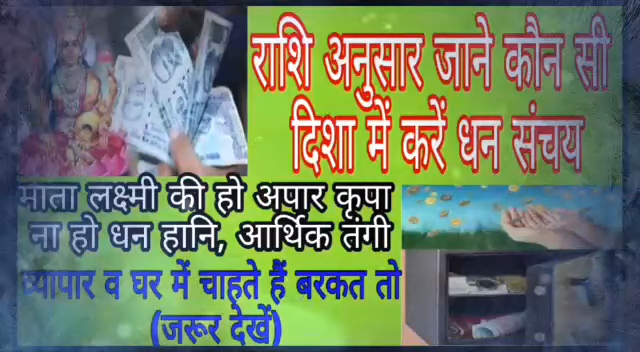 राशि अनुसार जाने कौन सी
दिशा में करें धन संचय
माता लक्ष्मी की हो अपार कृपा
ना हो धन हानि, आर्थिक तंगी
व्यापार व घर में चाहते हैं बरकत तो
(जरूर देखें)